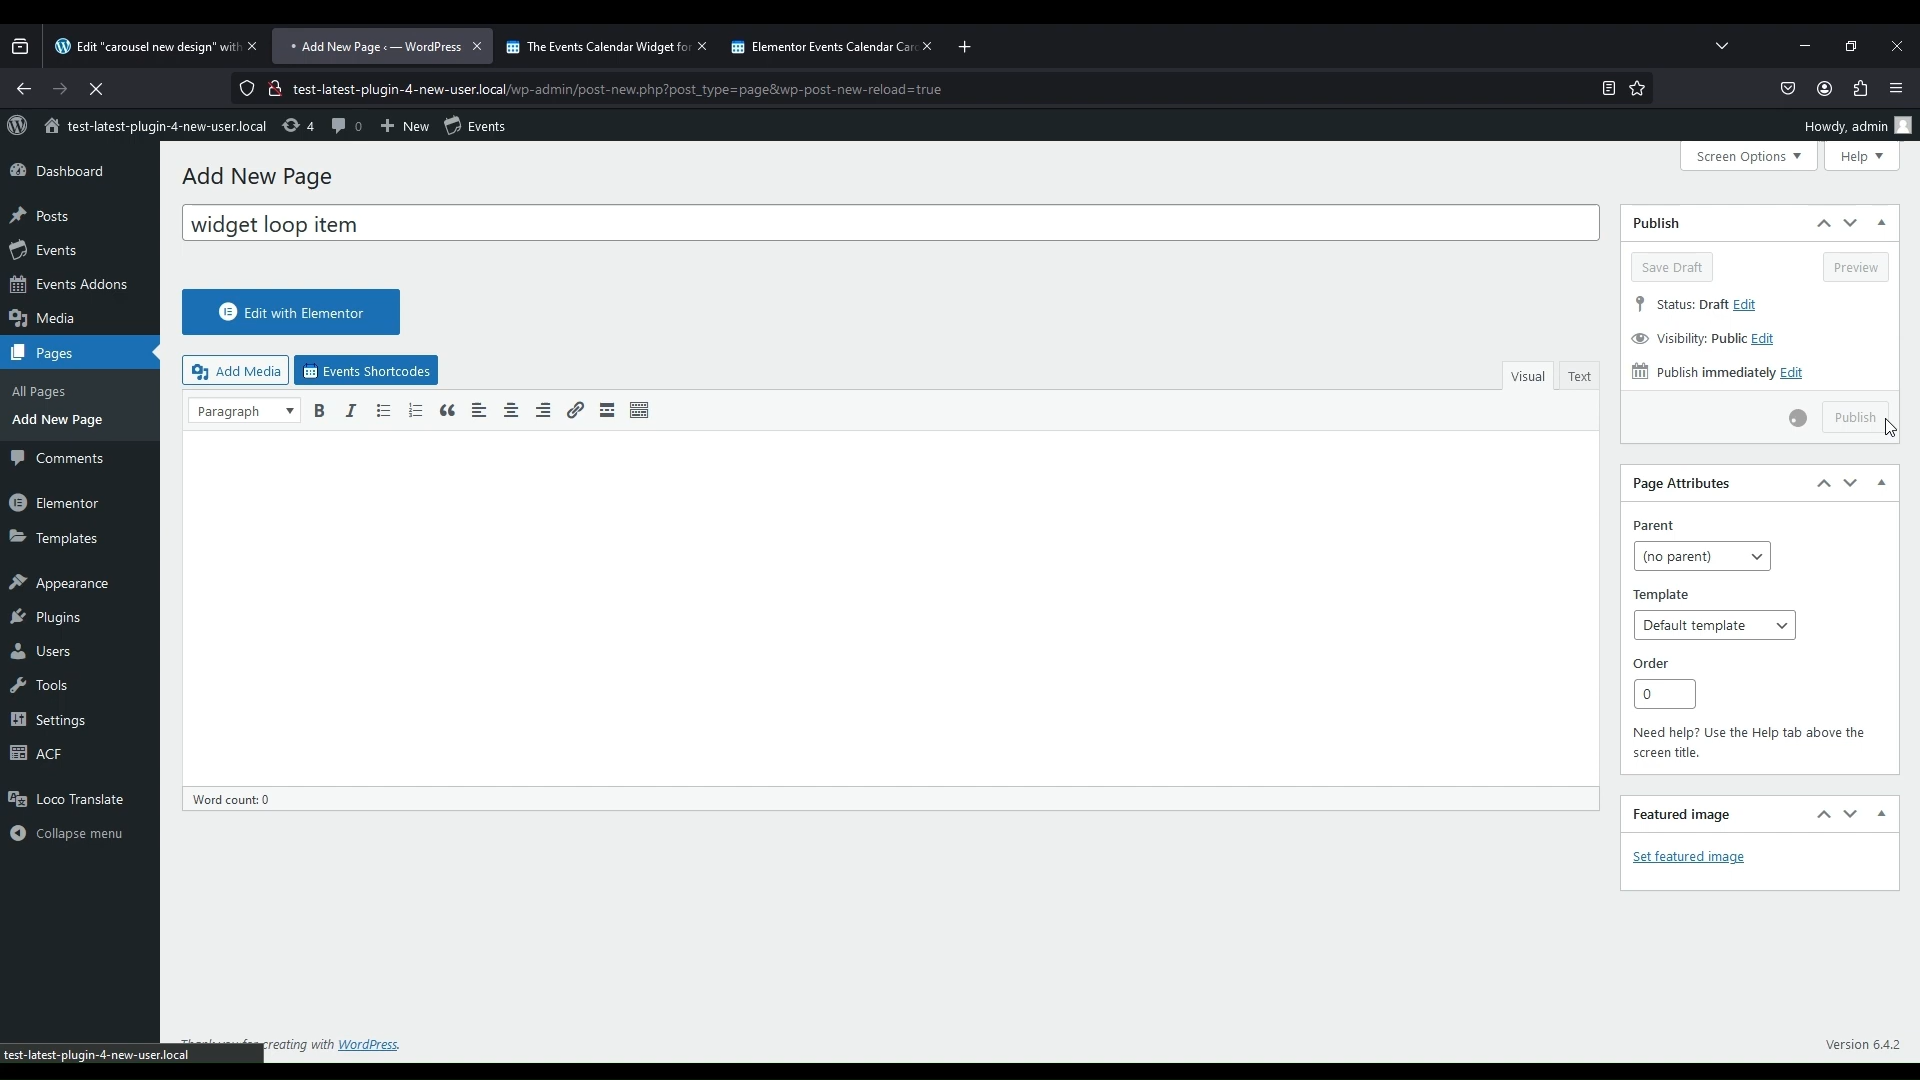 Edit "carousel new design" with
Add New Page ‹ — WordPress
The Events Calendar Widget for
Elementor Events Calendar Car
test-latest-plugin-4-new-user.local/wp-admin/post-new.php?post_type=page&wp-post-new-reload=true
test-latest-plugin-4-new-user.local
4
0
New
Events
Howdy, admin
Screen Options
Help
Dashboard
Posts
Events
Events Addons
Media
Pages
All Pages
Add New Page
Comments
Elementor
Templates
Appearance
Plugins
Users
Tools
Settings
ACF
Loco Translate
Collapse menu
Add New Page
widget loop item
Edit with Elementor
Add Media
Events Shortcodes
Visual
Text
Paragraph
Word count: 0
Publish
Save Draft
Preview
Status: Draft Edit
Visibility: Public Edit
Publish immediately Edit
Publish
Page Attributes
Parent
(no parent)
Template
Default template
Order
0
Need help? Use the Help tab above the
screen title.
Featured image
Set featured image
creating with WordPress.
Version 6.4.2
test-latest-plugin-4-new-user.local